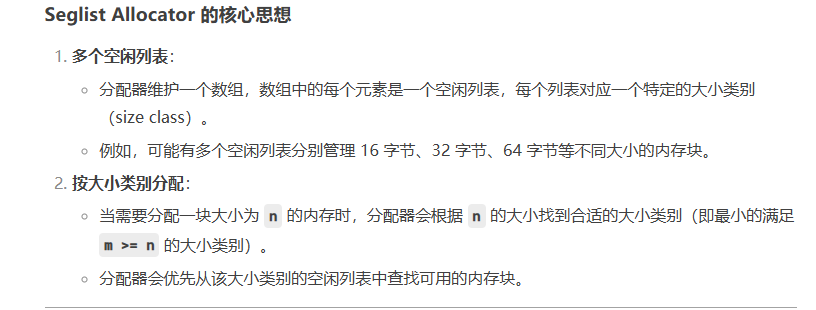 Seglist Allocator 的核心思想
1. 多个空闲列表：
分配器维护一个数组，数组中的每个元素是一个空闲列表，每个列表对应一个特定的大小类别
（size class）。
例如，可能有多个空闲列表分别管理 16 字节、32 字节、64 字节等不同大小的内存块。
2. 按大小类别分配：
当需要分配一块大小为 n 的内存时，分配器会根据 n 的大小找到合适的大小类别（即最小的满足
m >= n 的大小类别）。
分配器会优先从该大小类别的空闲列表中查找可用的内存块。